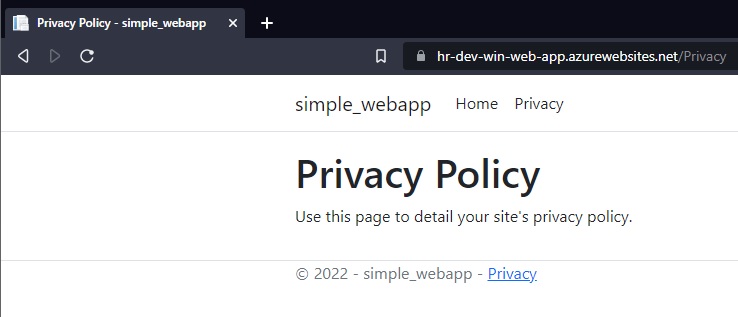 Privacy Policy - simple_webapp
hr-dev-win-web-app.azurewebsites.net/Privacy
simple_webapp Home Privacy
Privacy Policy
Use this page to detail your site's privacy policy.
© 2022 - simple_webapp - Privacy